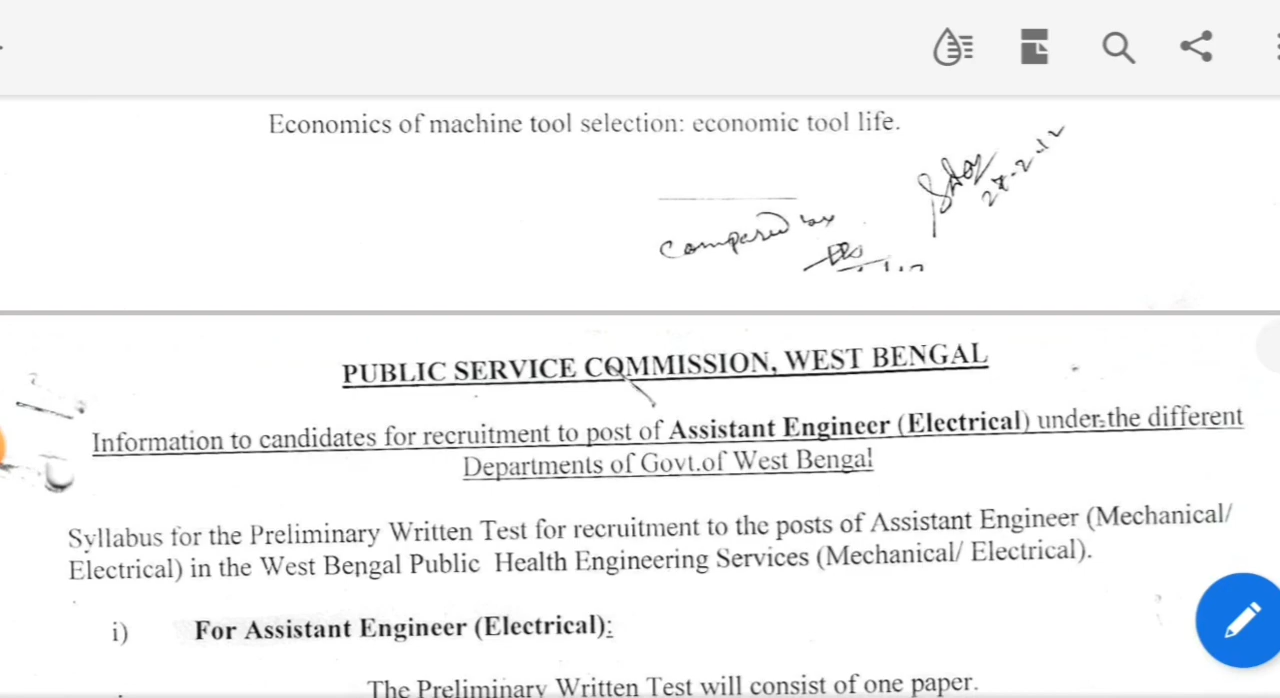 Economics of machine tool selection: economic tool life.
Compared by
PUBLIC SERVICE COMMISSION, WEST BENGAL
Information to candidates for recruitment to post of Assistant Engineer (Electrical) under the different
Departments of Govt.of West Bengal
Syllabus for the Preliminary Written Test for recruitment to the posts of Assistant Engineer (Mechanical/
Electrical) in the West Bengal Public Health Engineering Services (Mechanical/ Electrical).
i) For Assistant Engineer (Electrical):
The Preliminary Written Test will consist of one paper.